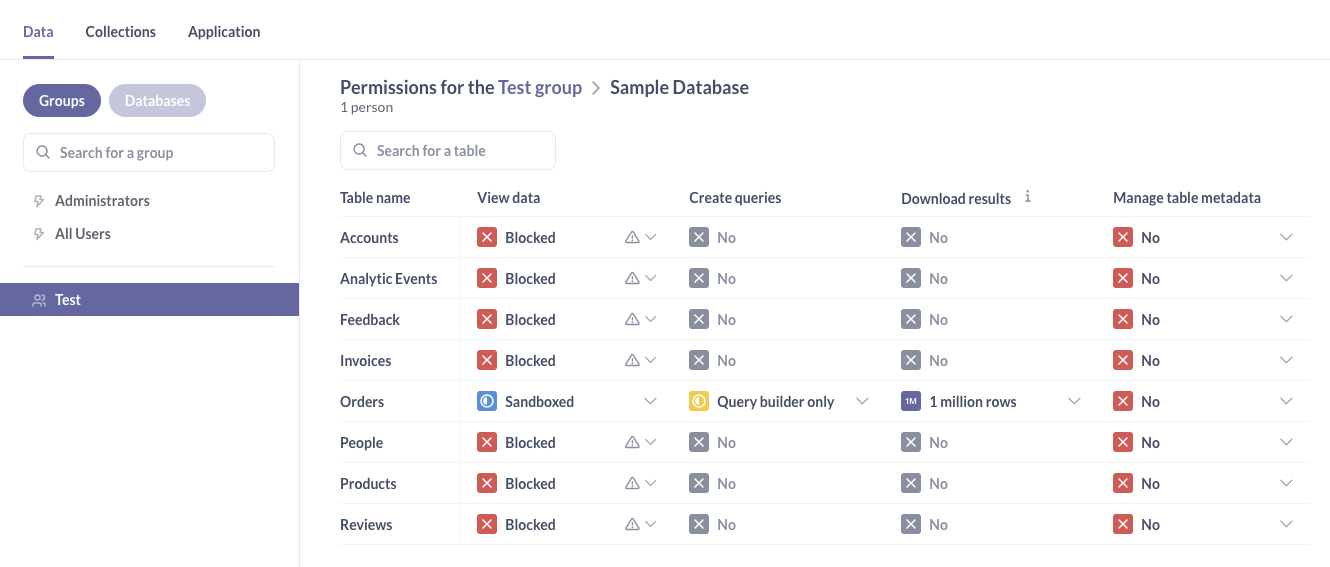 Data Collections Application
Groups Databases
Search for a group
Administrators
All Users
Test
Permissions for the Test group > Sample Database
1 person
Search for a table
Table name View data Create queries Download results i Manage table metadata
Accounts Blocked No No No
Analytic Events Blocked No No No
Feedback Blocked No No No
Invoices Blocked No No No
Orders Sandboxed Query builder only 1M 1 million rows No
People Blocked No No No
Products Blocked No No No
Reviews Blocked No No No